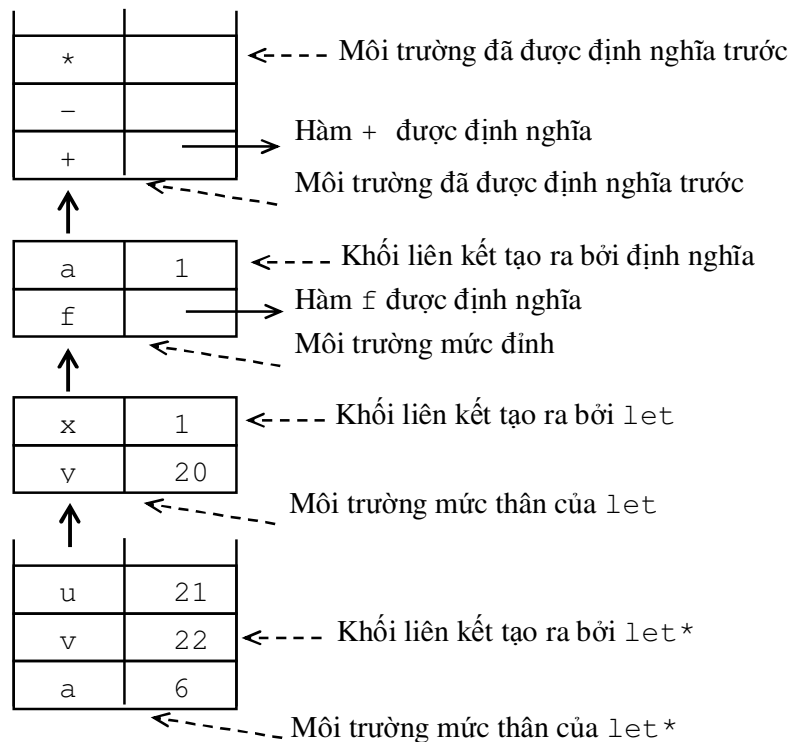 * Môi trường đã được định nghĩa trước
–
Hàm + được định nghĩa
+
Môi trường đã được định nghĩa trước
a 1 Khối liên kết tạo ra bởi định nghĩa
f Hàm f được định nghĩa
Môi trường mức đỉnh
x 1 Khối liên kết tạo ra bởi let
y 20
Môi trường mức thân của let
u 21
v 22 Khối liên kết tạo ra bởi let*
a 6
Môi trường mức thân của let*